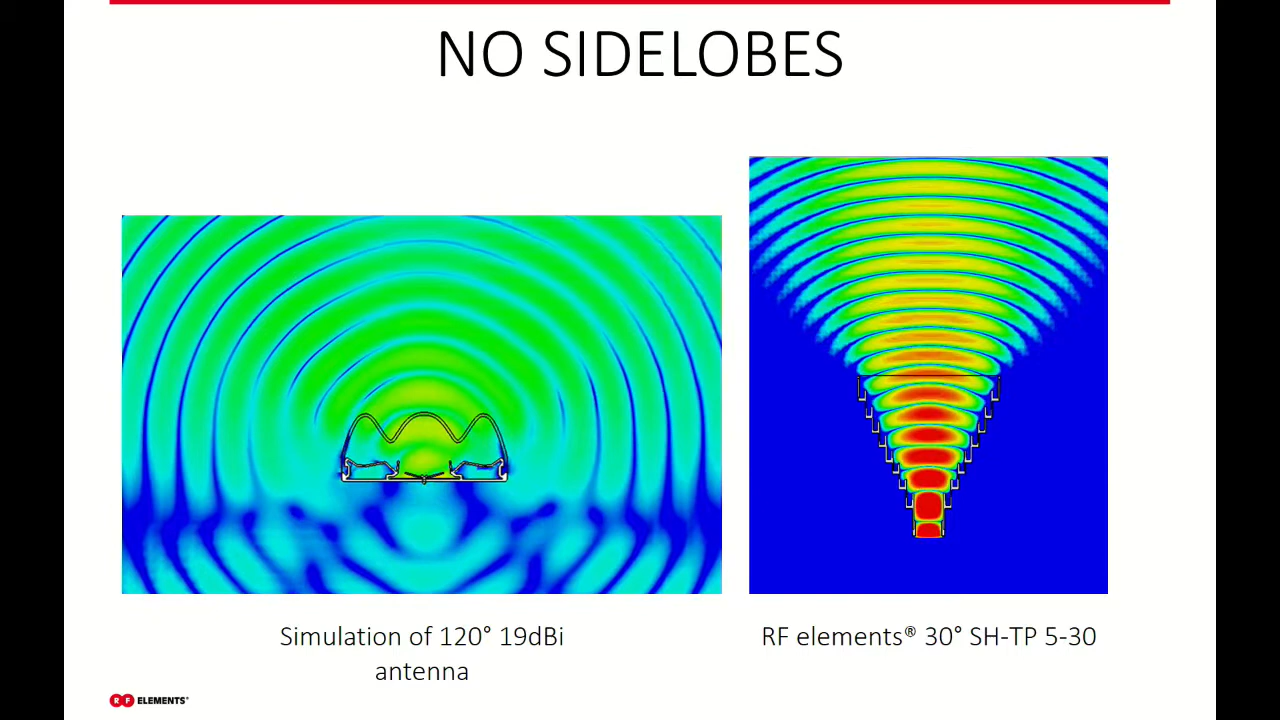 NO SIDELOBES
Simulation of 120° 19dBi
antenna
RF elements® 30° SH-TP 5-30
RF ELEMENTS®